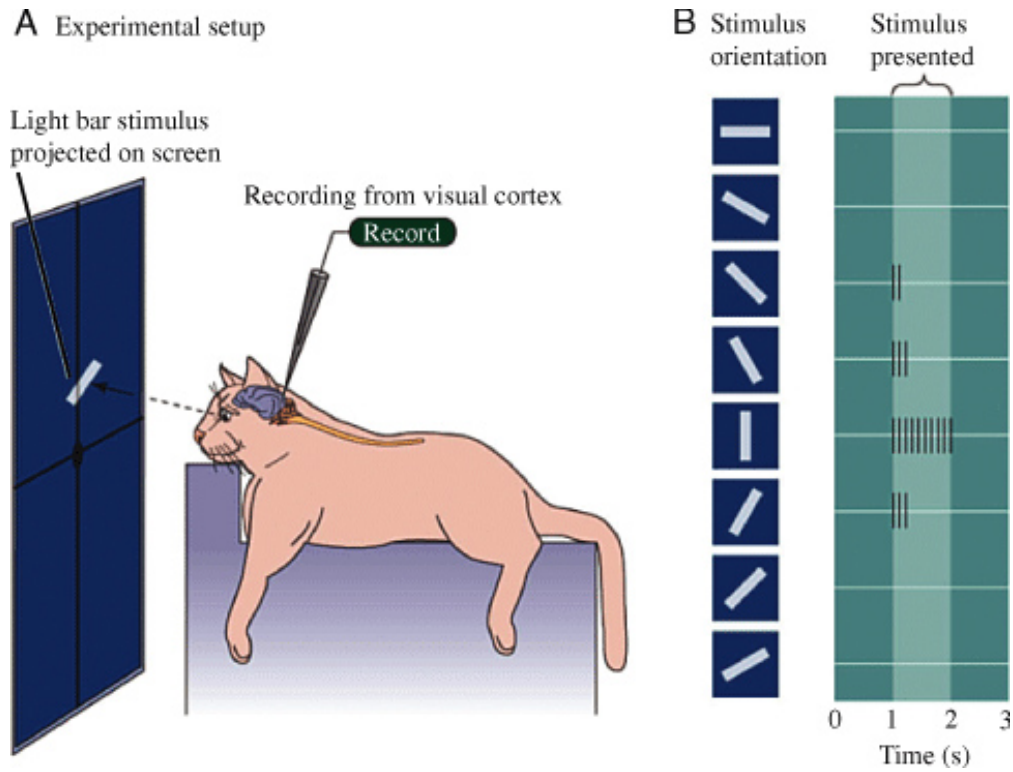 A Experimental setup
Light bar stimulus
projected on screen
Recording from visual cortex
Record
B Stimulus
orientation
Stimulus
presented
0 1 2 3
Time (s)